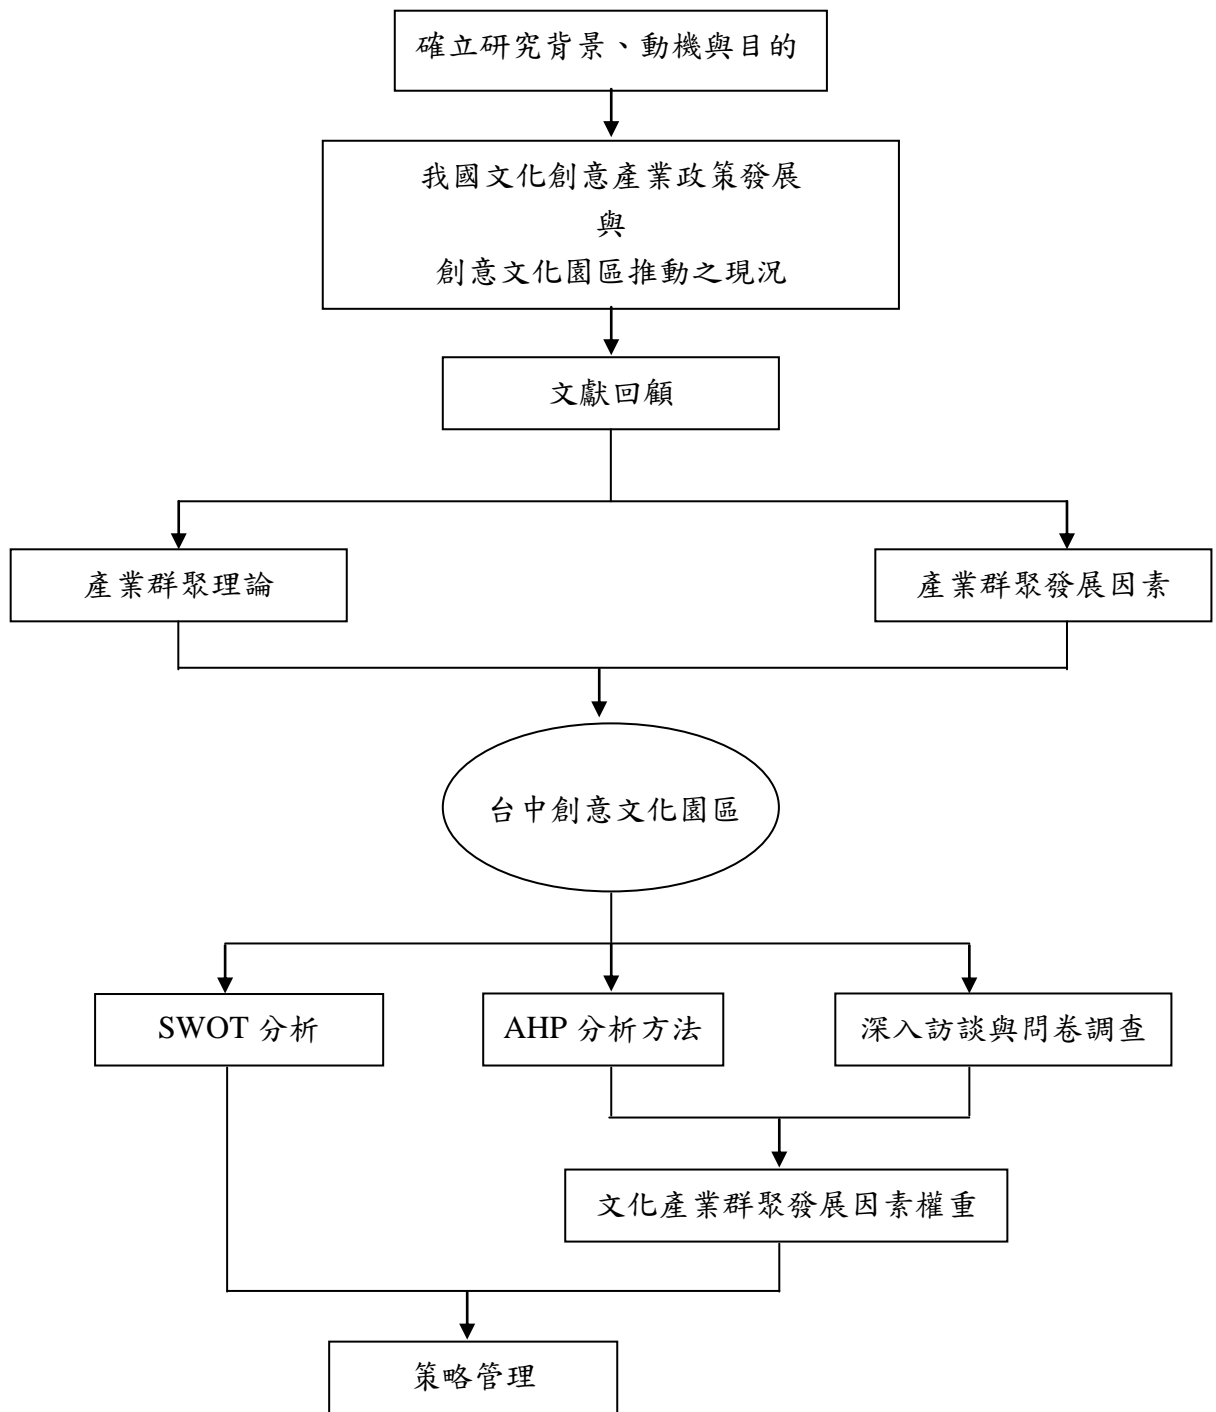 確立研究背景、動機與目的
我國文化創意產業政策發展
與
創意文化園區推動之現況
文獻回顧
產業群聚理論
產業群聚發展因素
台中創意文化園區
SWOT 分析
AHP 分析方法
深入訪談與問卷調查
文化產業群聚發展因素權重
策略管理